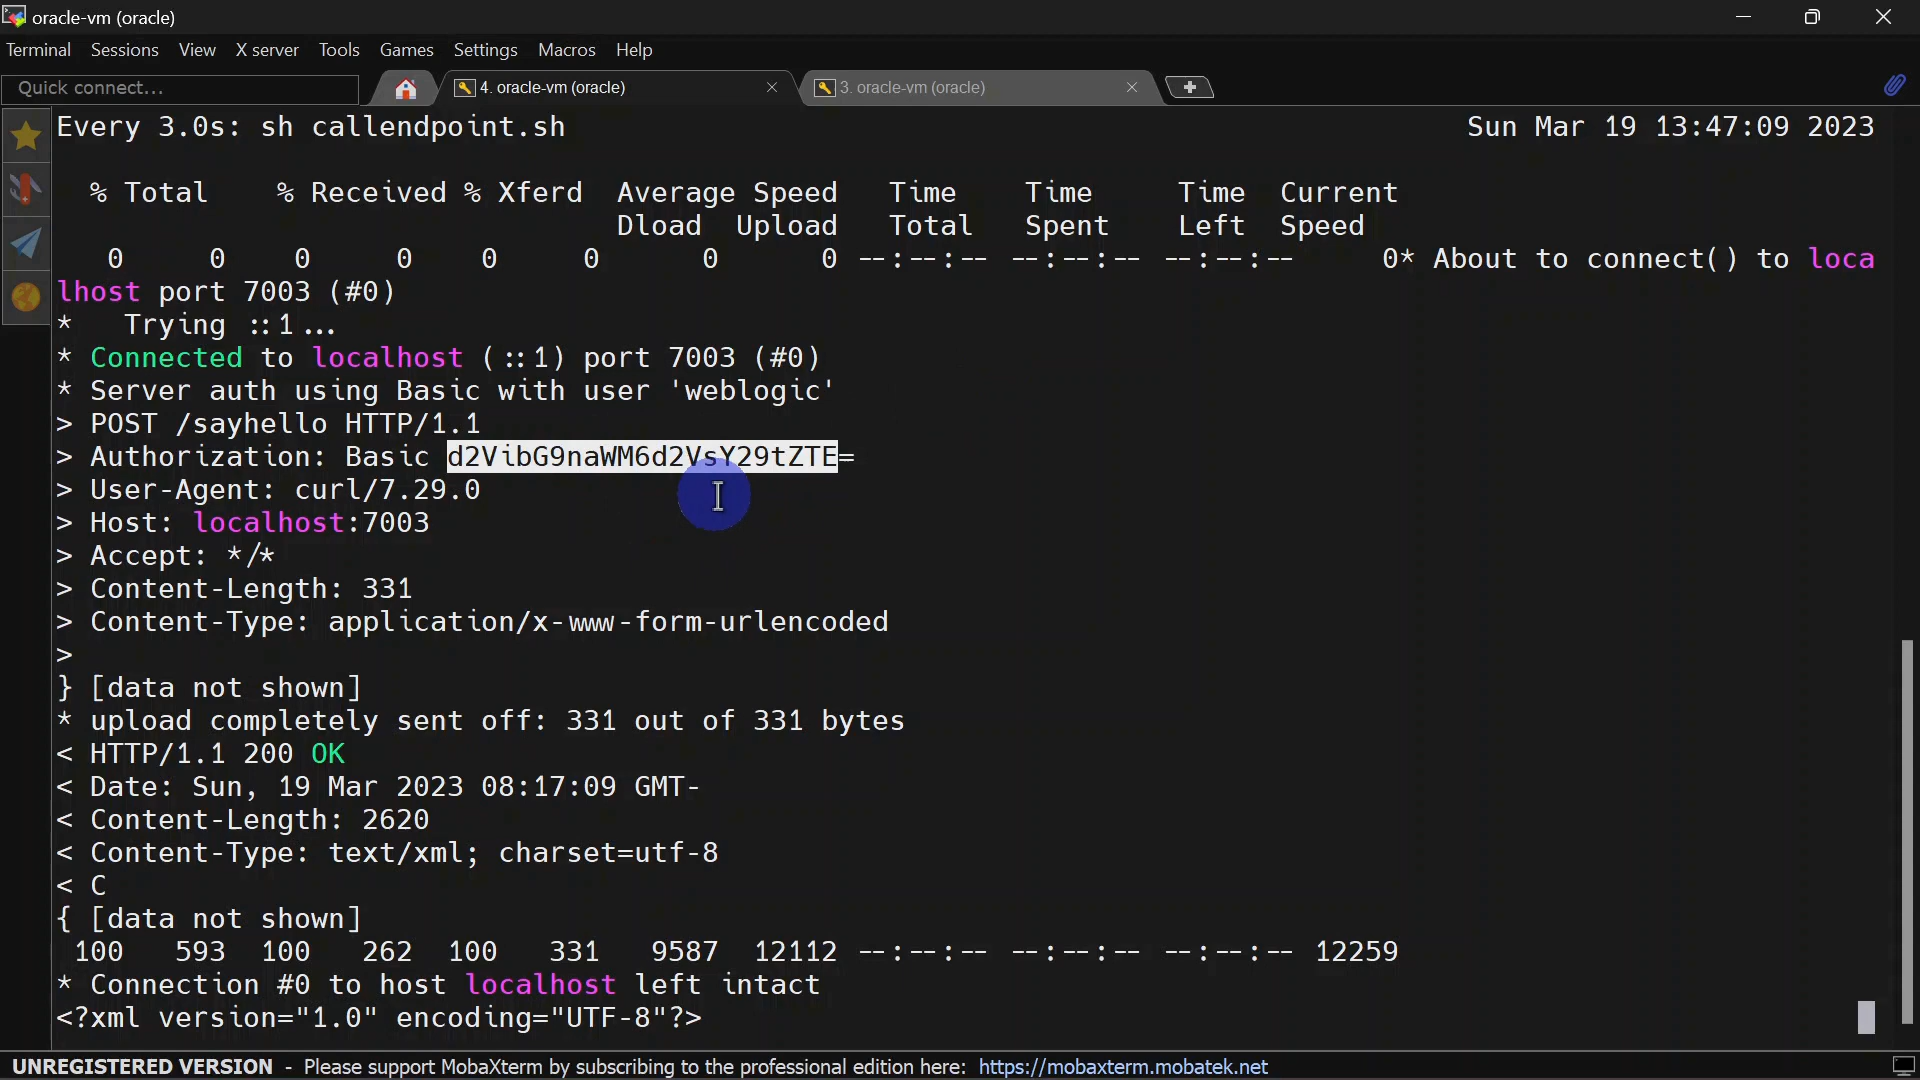 oracle-vm (oracle)
Terminal Sessions View X server Tools Games Settings Macros Help
Quick connect... 4. oracle-vm (oracle) 3. oracle-vm (oracle)
Every 3.0s: sh callendpoint.sh Sun Mar 19 13:47:09 2023
% Total % Received % Xferd Average Speed Time Time Time Current
Dload Upload Total Spent Left Speed
0 0 0 0 0 0 0 0 --:--:-- --:--:-- --:--:-- 0* About to connect() to loca
lhost port 7003 (#0)
* Trying ::1...
* Connected to localhost (::1) port 7003 (#0)
* Server auth using Basic with user 'weblogic'
> POST /sayhello HTTP/1.1
> Authorization: Basic d2VibG9naWM6d2VsY29tZTE=
> User-Agent: curl/7.29.0
> Host: localhost:7003
> Accept: */*
> Content-Length: 331
> Content-Type: application/x-www-form-urlencoded
>
} [data not shown]
* upload completely sent off: 331 out of 331 bytes
< HTTP/1.1 200 OK
< Date: Sun, 19 Mar 2023 08:17:09 GMT-
< Content-Length: 2620
< Content-Type: text/xml; charset=utf-8
< C
{ [data not shown]
100 593 100 262 100 331 9587 12112 --:--:-- --:--:-- --:--:-- 12259
* Connection #0 to host localhost left intact
<?xml version="1.0" encoding="UTF-8"?>
UNREGISTERED VERSION - Please support MobaXterm by subscribing to the professional edition here: https://mobaxterm.mobatek.net